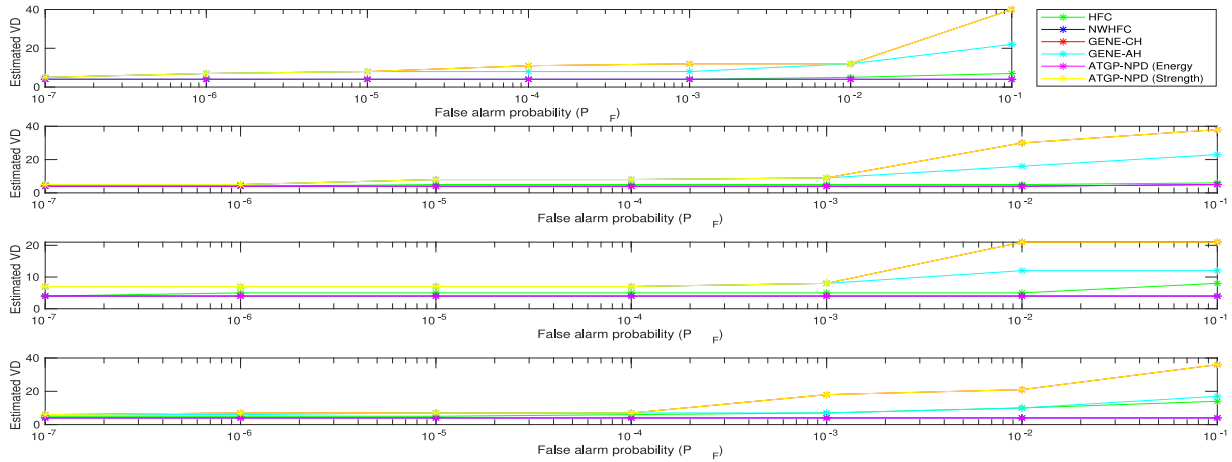 Estimated VD
40
20
0
10-7
10-6
10-5
10-4
10-3
10-2
10-1
False alarm probability (P F)
HFC
NWHFC
GENE-CH
GENE-AH
ATGP-NPD (Energy
ATGP-NPD (Strength)
Estimated VD
40
20
0
10-7
10-6
10-5
10-4
10-3
10-2
10-1
False alarm probability (P F)
Estimated VD
20
10
0
10-7
10-6
10-5
10-4
10-3
10-2
10-1
False alarm probability (P F)
Estimated VD
40
20
0
10-7
10-6
10-5
10-4
10-3
10-2
10-1
False alarm probability (P F)